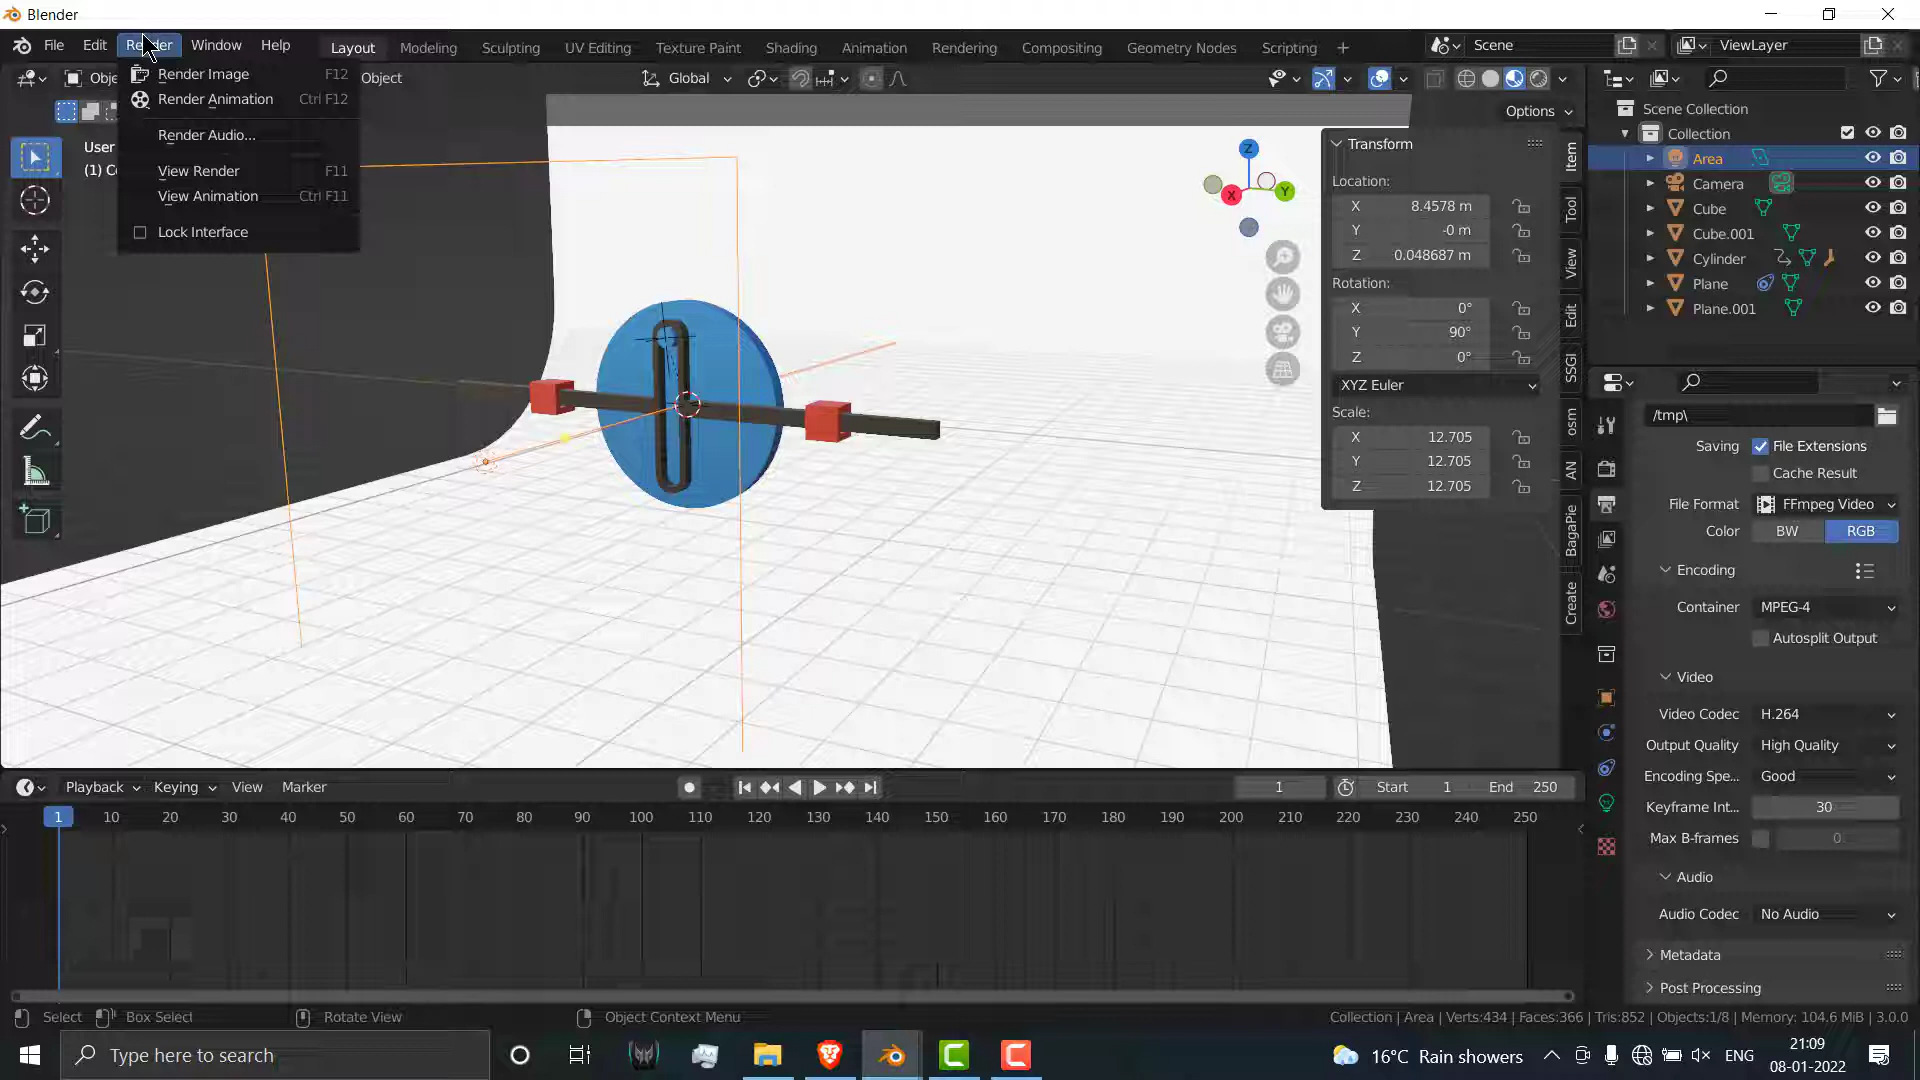 Blender
File Edit Render Window Help Layout Modeling Sculpting UV Editing Texture Paint Shading Animation Rendering Compositing Geometry Nodes Scripting + Scene ViewLayer
Obje Object Global
Render Image F12
Render Animation Ctrl F12
Render Audio...
View Render F11
View Animation Ctrl F11
Lock Interface
User
(1) Co
Options
Z
X
Y
Transform
Location:
X 8.4578 m
Y -0 m
Z 0.048687 m
Rotation:
X 0°
Y 90°
Z 0°
XYZ Euler
Scale:
X 12.705
Y 12.705
Z 12.705
Item
Tool
View
Edit
SSGI
osm
AN
BagaPie
Create
Scene Collection
Collection
Area
Camera
Cube
Cube.001
Cylinder
Plane
Plane.001
/tmp\
Saving File Extensions
Cache Result
File Format FFmpeg Video
Color BW RGB
Encoding
Container MPEG-4
Autosplit Output
Video
Video Codec H.264
Output Quality High Quality
Encoding Spe... Good
Keyframe Int... 30
Max B-frames 0
Audio
Audio Codec No Audio
Metadata
Post Processing
Playback Keying View Marker 1 Start 1 End 250
1 10 20 30 40 50 60 70 80 90 100 110 120 130 140 150 160 170 180 190 200 210 220 230 240 250
Select Box Select Rotate View Object Context Menu Collection | Area | Verts:434 | Faces:366 | Tris:852 | Objects:1/8 | Memory: 104.6 MiB | 3.0.0
Type here to search 16°C Rain showers ENG 21:09
08-01-2022